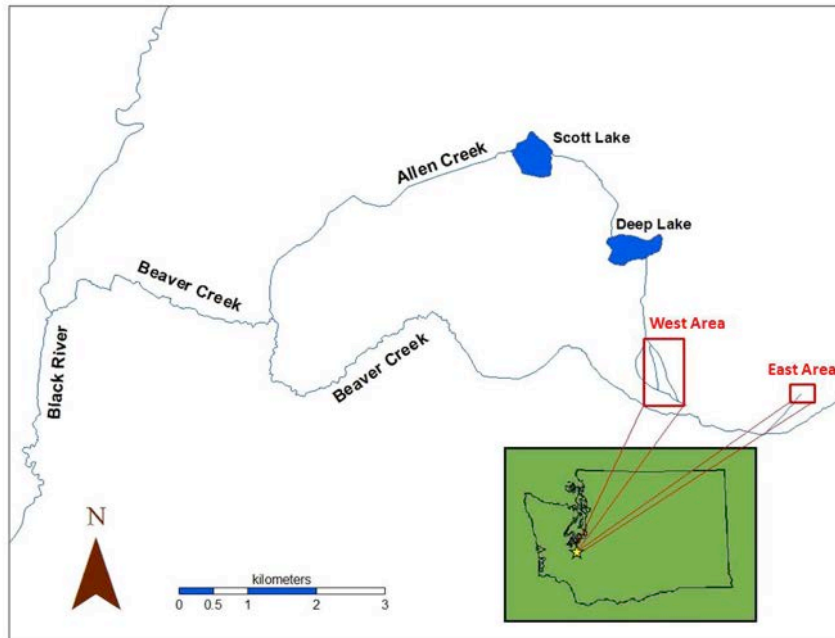 Scott Lake
Allen Creek
Deep Lake
Beaver Creek
West Area
Black River
Beaver Creek
East Area
N
kilometers
0 0.5 1 2 3